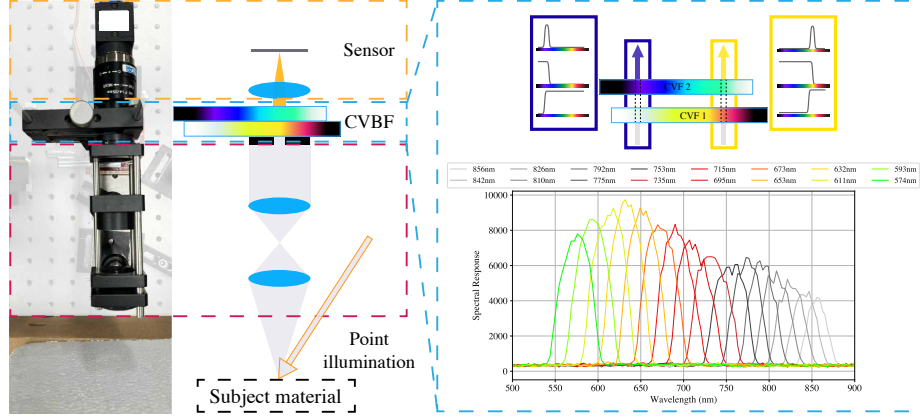 Sensor
CVBF
Point
illumination
Subject material
CVF 2
CVF 1
856nm 826nm 792nm 753nm 715nm 673nm 632nm 593nm
842nm 810nm 775nm 735nm 695nm 653nm 611nm 574nm
10000
8000
6000
4000
2000
0
Spectral Response
500 550 600 650 700 750 800 850 900
Wavelength (nm)